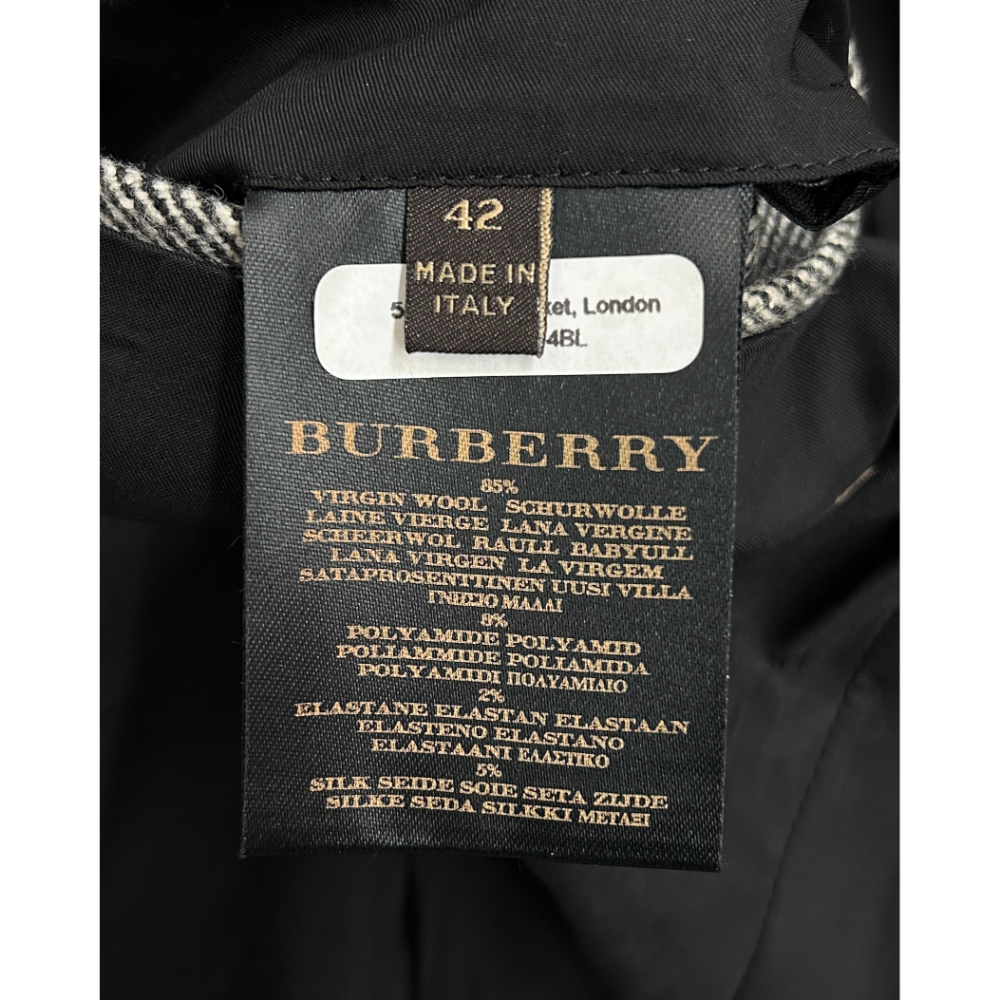 42
MADE IN
ITALY
London
4BL
BURBERRY
85%
VIRGIN WOOL SCHURWOLLE
LAINE VIERGE LANA VERGINE
SCHEERWOL RAULL BABYULL
LANA VIRGEN LA VIRGEM
SATAPROSENTTINEN UUSI VILLA
ΓΝΗΣΙΟ ΜΑΛΛΙ
8%
POLYAMIDE POLYAMID
POLIAMMIDE POLIAMIDA
POLYAMIDI ΠΟΛΥΑΜΙΔΙΟ
2%
ELASTANE ELASTAN ELASTAAN
ELASTENO ELASTANO
ELASTAANI ΕΛΑΣΤΙΚΟ
5%
SILK SEIDE SOIE SETA ZIJDE
SILKE SEDA SILKKI ΜΕΤΑΞΙ